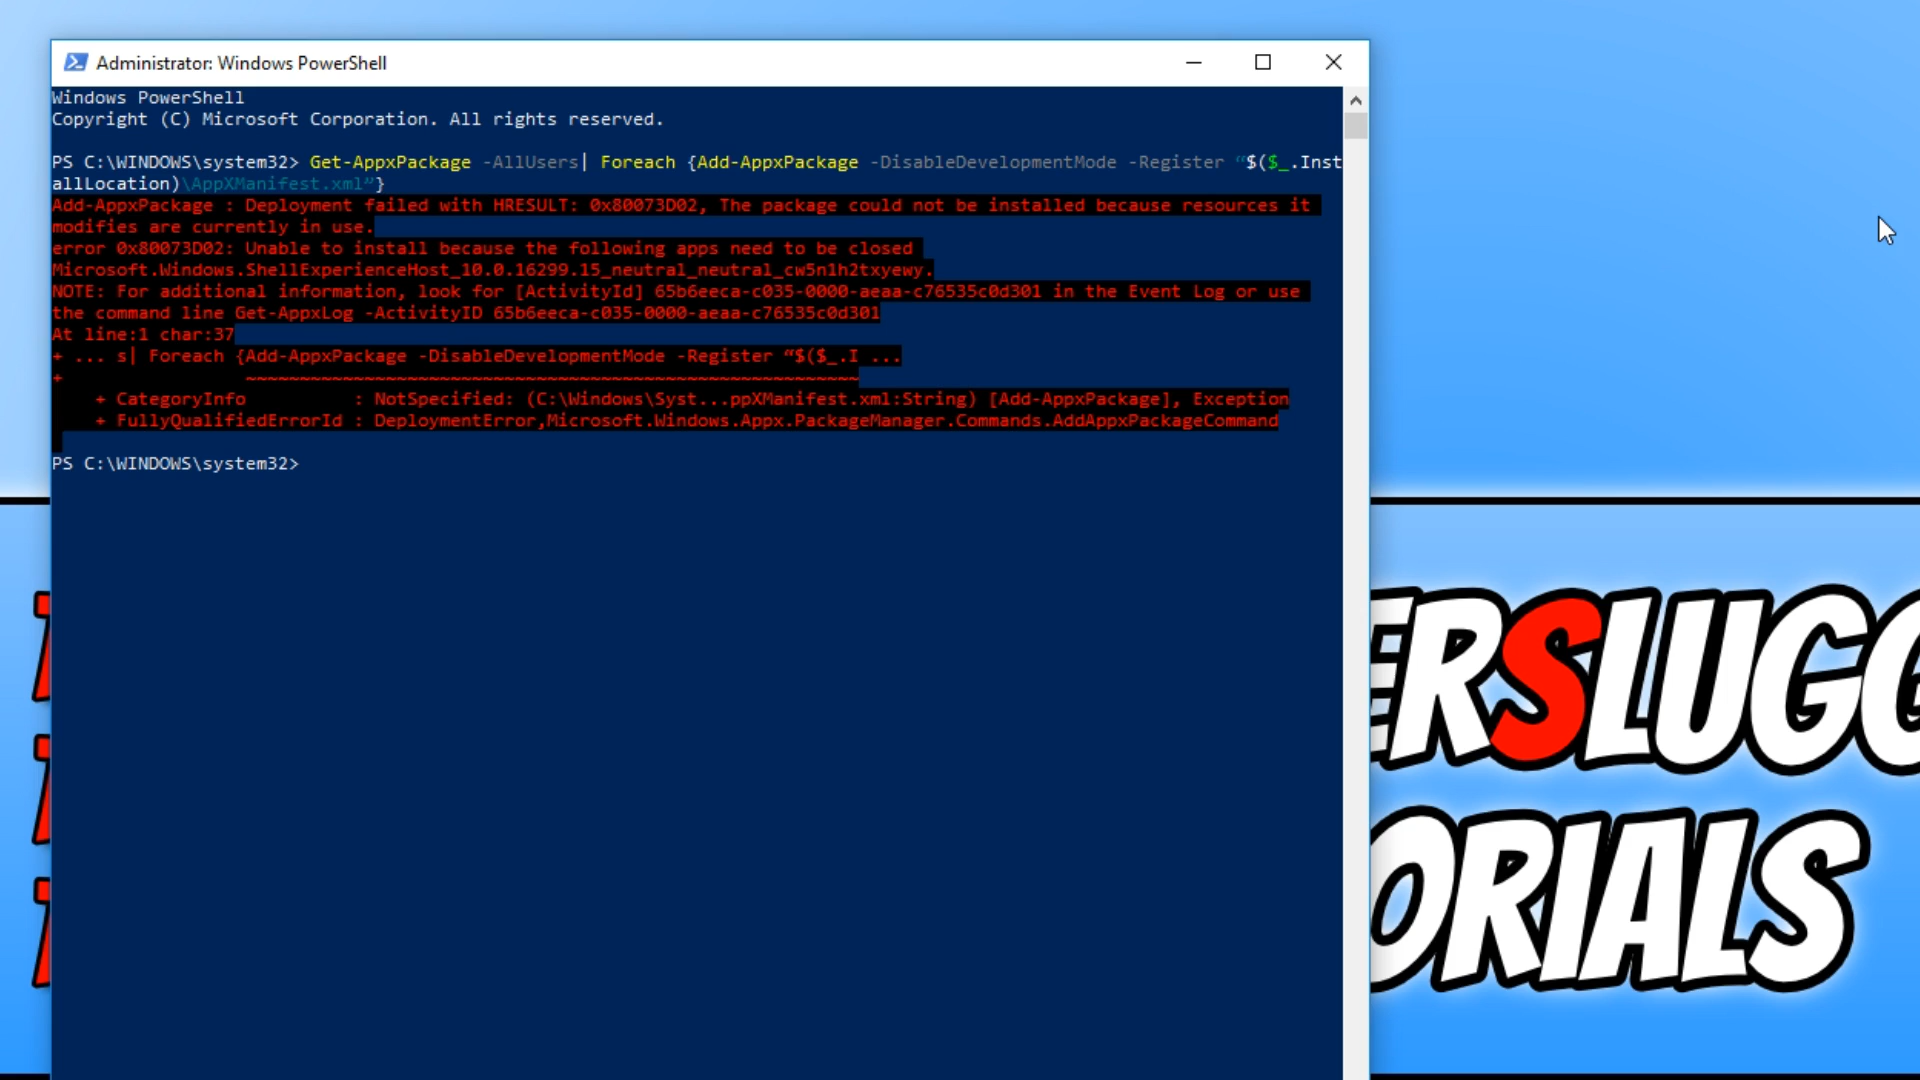 Administrator: Windows PowerShell
Windows PowerShell
Copyright (C) Microsoft Corporation. All rights reserved.
PS C:\WINDOWS\system32> Get-AppxPackage -AllUsers| Foreach {Add-AppxPackage -DisableDevelopmentMode -Register “$($_.Inst
allLocation)\AppXManifest.xml”}
Add-AppxPackage : Deployment failed with HRESULT: 0x80073D02, The package could not be installed because resources it
modifies are currently in use.
error 0x80073D02: Unable to install because the following apps need to be closed
Microsoft.Windows.ShellExperienceHost_10.0.16299.15_neutral_neutral_cw5n1h2txyewy.
NOTE: For additional information, look for [ActivityId] 65b6eeca-c035-0000-aeaa-c76535c0d301 in the Event Log or use
the command line Get-AppxLog -ActivityID 65b6eeca-c035-0000-aeaa-c76535c0d301
At line:1 char:37
+ ... s| Foreach {Add-AppxPackage -DisableDevelopmentMode -Register “$($_.I ...
+ ~~~~~~~~~~~~~~~~~~~~~~~~~~~~~~~~~~~~~~~~~~~~~~~~~~~~~~~~~
+ CategoryInfo : NotSpecified: (C:\Windows\Syst...ppXManifest.xml:String) [Add-AppxPackage], Exception
+ FullyQualifiedErrorId : DeploymentError,Microsoft.Windows.Appx.PackageManager.Commands.AddAppxPackageCommand
PS C:\WINDOWS\system32>
ERSLUGG
ORIALS